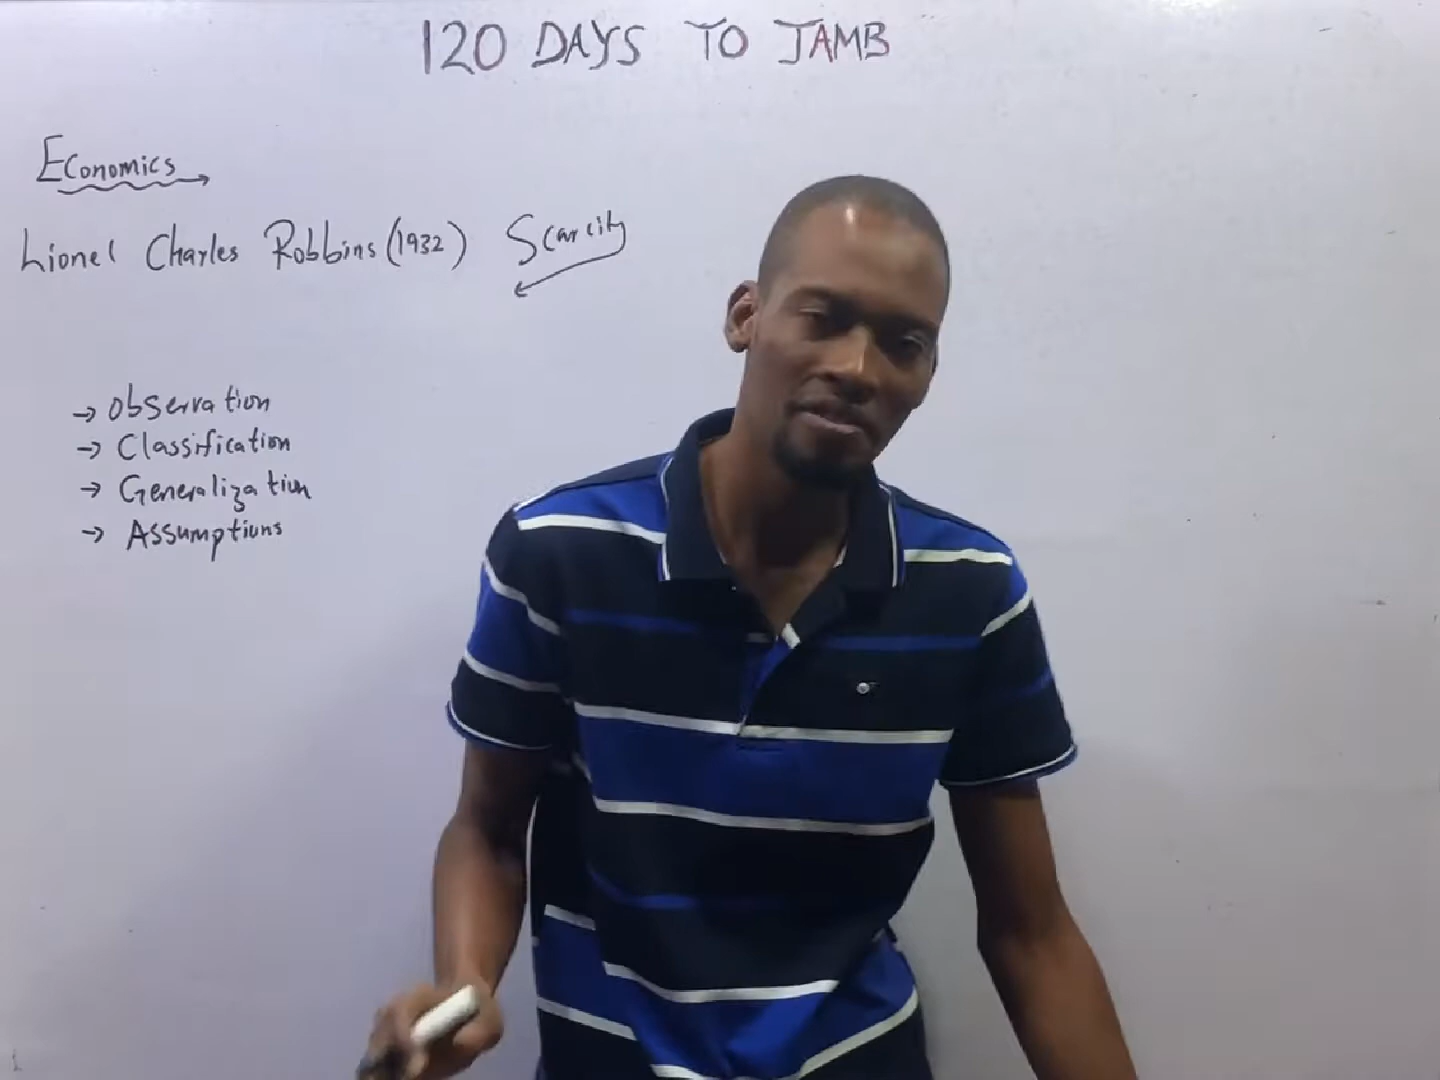 120 DAYS TO JAMB
Economics
Lionel Charles Robbins (1932) Scarcity
→ Observation
→ Classification
→ Generalization
→ Assumptions